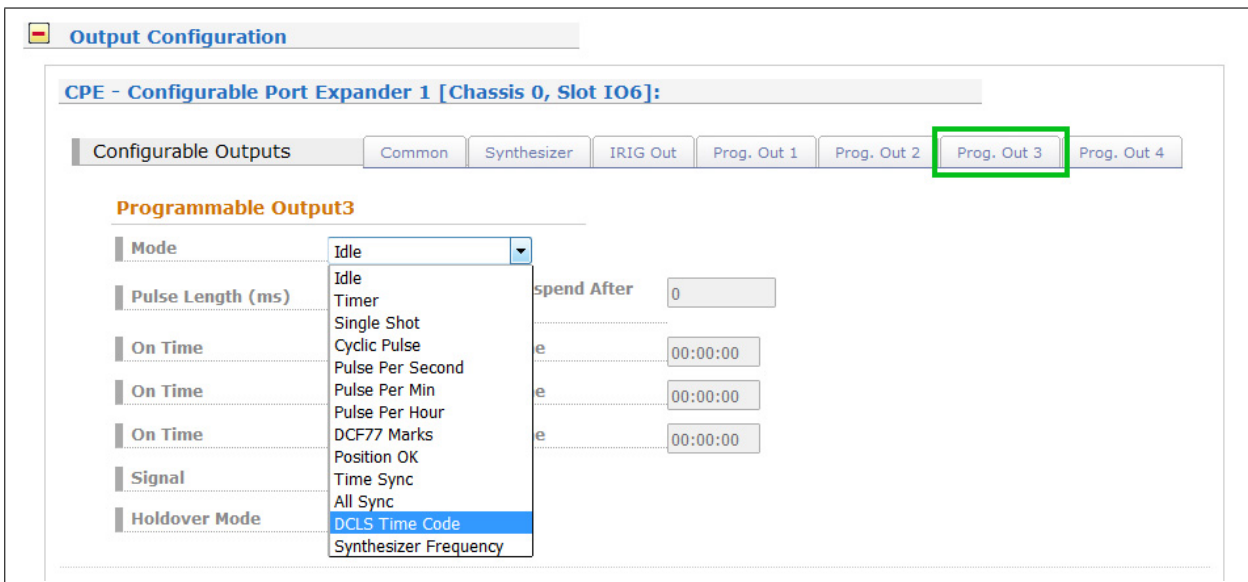 Output Configuration
CPE - Configurable Port Expander 1 [Chassis 0, Slot IO6]:
Configurable Outputs Common Synthesizer IRIG Out Prog. Out 1 Prog. Out 2 Prog. Out 3 Prog. Out 4
Programmable Output3
Mode Idle
Idle
Timer
Single Shot
Cyclic Pulse
Pulse Per Second
Pulse Per Min
Pulse Per Hour
DCF77 Marks
Position OK
Time Sync
All Sync
DCLS Time Code
Synthesizer Frequency
Pulse Length (ms) spend After 0
On Time e 00:00:00
On Time e 00:00:00
On Time e 00:00:00
Signal
Holdover Mode